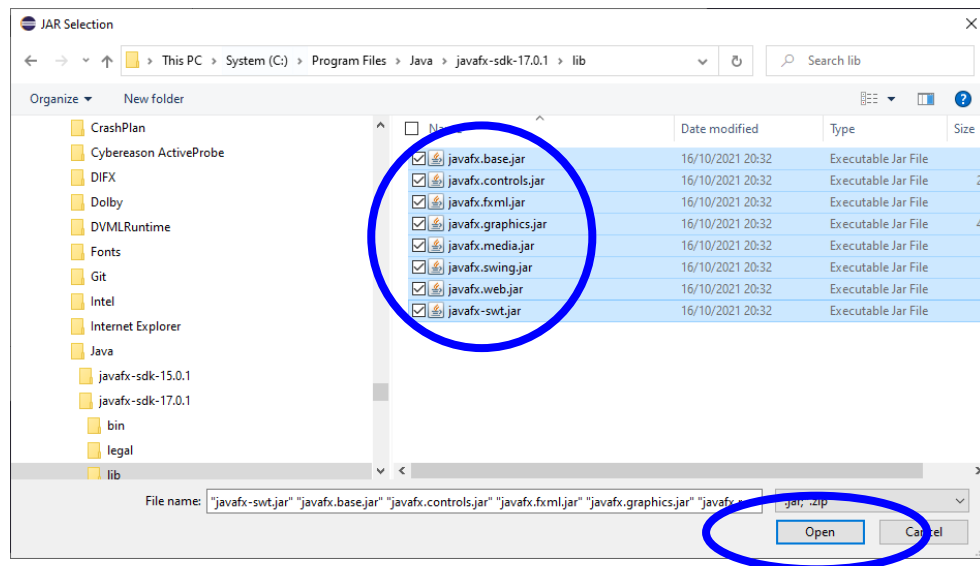 JAR Selection
This PC > System (C:) > Program Files > Java > javafx-sdk-17.0.1 > lib
Search lib
Organize New folder
Date modified Type Size
CrashPlan
Cybereason ActiveProbe
DIFX
Dolby
DVMLRuntime
Fonts
Git
Intel
Internet Explorer
Java
javafx-sdk-15.0.1
javafx-sdk-17.0.1
bin
legal
lib
javafx.base.jar 16/10/2021 20:32 Executable Jar File
javafx.controls.jar 16/10/2021 20:32 Executable Jar File 2
javafx.fxml.jar 16/10/2021 20:32 Executable Jar File
javafx.graphics.jar 16/10/2021 20:32 Executable Jar File 4
javafx.media.jar 16/10/2021 20:32 Executable Jar File
javafx.swing.jar 16/10/2021 20:32 Executable Jar File
javafx.web.jar 16/10/2021 20:32 Executable Jar File
javafx-swt.jar 16/10/2021 20:32 Executable Jar File
File name: "javafx-swt.jar" "javafx.base.jar" "javafx.controls.jar" "javafx.fxml.jar" "javafx.graphics.jar"
Open Cancel